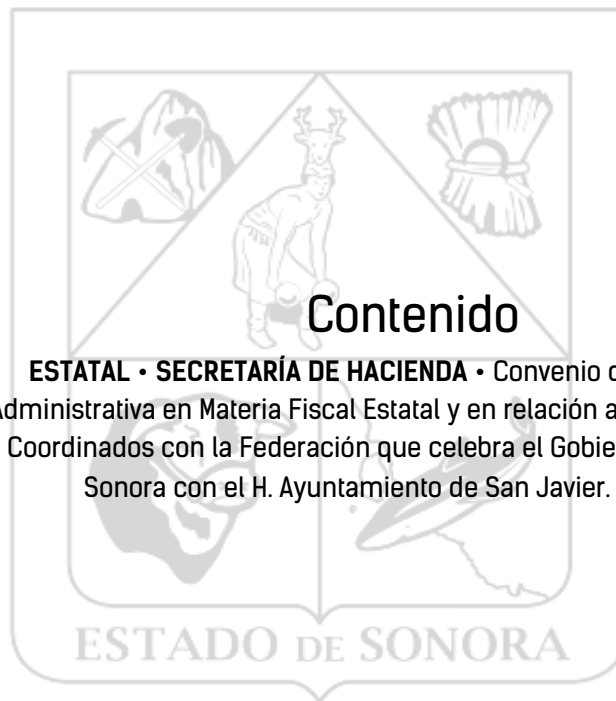 Contenido
ESTATAL • SECRETARÍA DE HACIENDA • Convenio
Administrativa en Materia Fiscal Estatal y en relación a
Coordinados con la Federación que celebra el Gobie
Sonora con el H. Ayuntamiento de San Javier.
ESTADO DE SONORA